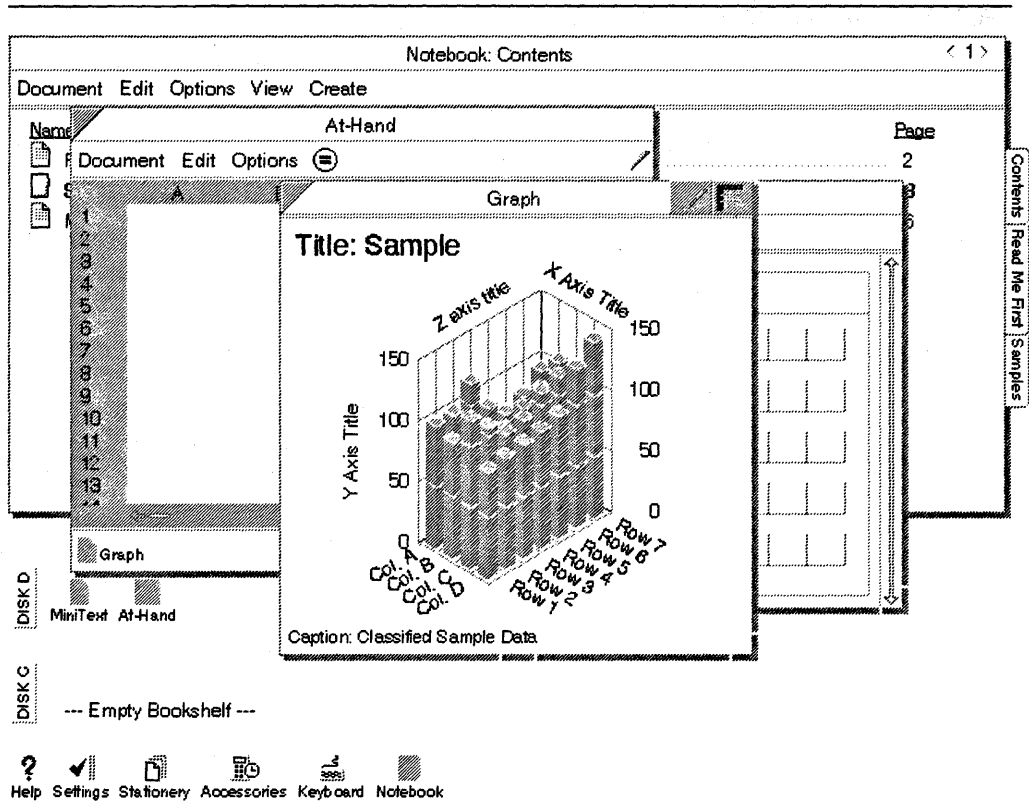 Notebook: Contents < 1 >
Document Edit Options View Create
Name Page
At-Hand
Document Edit Options
2
3
6
Contents
Read Me First
Samples
A
1
2
3
4
5
6
7
8
9
10
11
12
13
Graph
Graph
Title: Sample
Z axis title
X Axis Title
Y Axis Title
150
100
50
0
150
100
50
0
Col. A
Col. B
Col. C
Col. D
Row 7
Row 6
Row 5
Row 4
Row 3
Row 2
Row 1
Caption: Classified Sample Data
DISK D
MiniText At-Hand
DISK C
--- Empty Bookshelf ---
Help Settings Stationery Accessories Keyboard Notebook